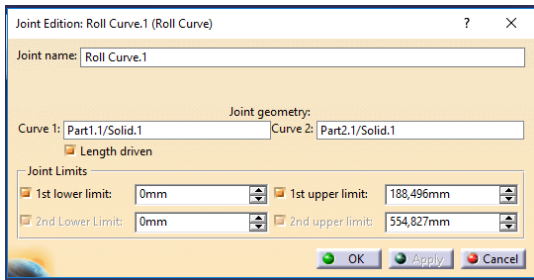 Joint Edition: Roll Curve.1 (Roll Curve) ? ×
Joint name: Roll Curve.1
Joint geometry:
Curve 1: Part1.1/Solid.1 Curve 2: Part2.1/Solid.1
Length driven
Joint Limits
1st lower limit: 0mm 1st upper limit: 188,496mm
2nd Lower Limit: 0mm 2nd upper limit: 554,827mm
OK Apply Cancel